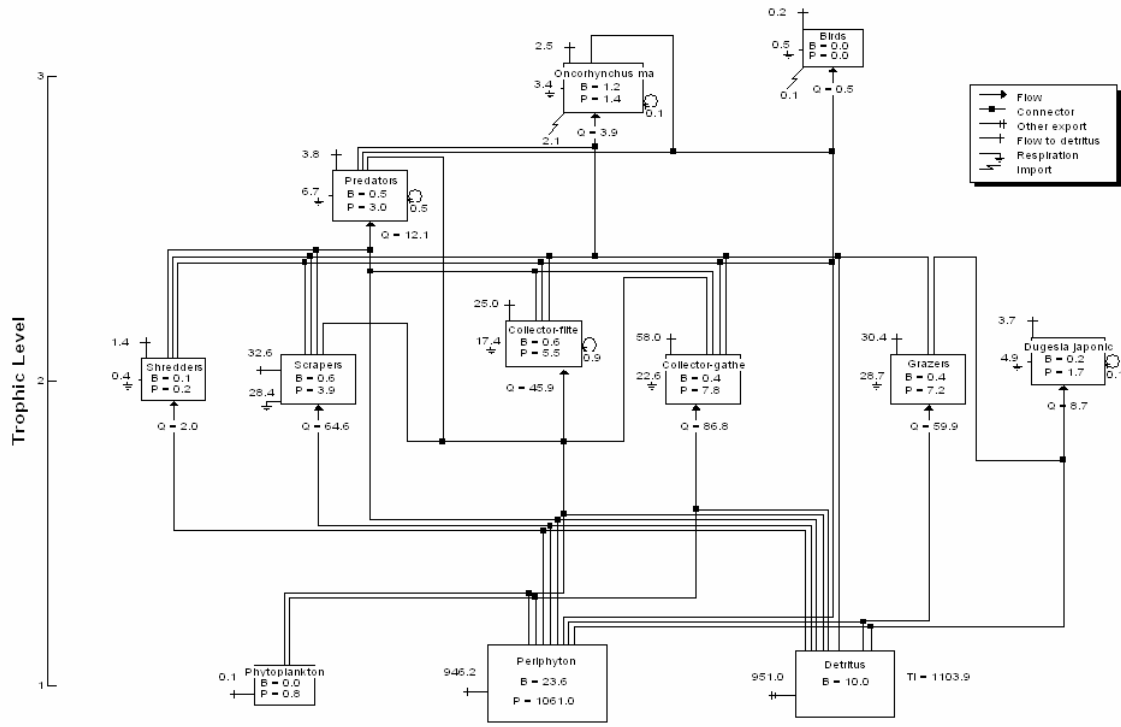 0.2
Birds
B = 0.0
P = 0.0
0.5
0.1
Q = 0.5
2.5
Oncorhynchus ma
B = 1.2
P = 1.4
3.4
0.1
2.1
Q = 3.9
3
Flow
Connector
Other export
Flow to detritus
Respiration
Import
3.8
Predators
B = 0.5
P = 3.0
6.7
0.5
Q = 12.1
25.0
Collector-filte
B = 0.6
P = 5.5
17.4
0.9
Q = 45.9
1.4
Shredders
B = 0.1
P = 0.2
0.4
Q = 2.0
32.6
Scrapers
B = 0.6
P = 3.9
28.4
Q = 64.6
58.0
Collector-gathe
B = 0.4
P = 7.8
22.6
Q = 86.8
30.4
Grazers
B = 0.4
P = 7.2
28.7
Q = 59.9
3.7
Dugesia japonic
B = 0.2
P = 1.7
4.9
0.1
Q = 8.7
2
Trophic Level
0.1
Phytoplankton
B = 0.0
P = 0.8
946.2
Periphyton
B = 23.6
P = 1061.0
951.0
Detritus
B = 10.0
TI = 1103.9
1